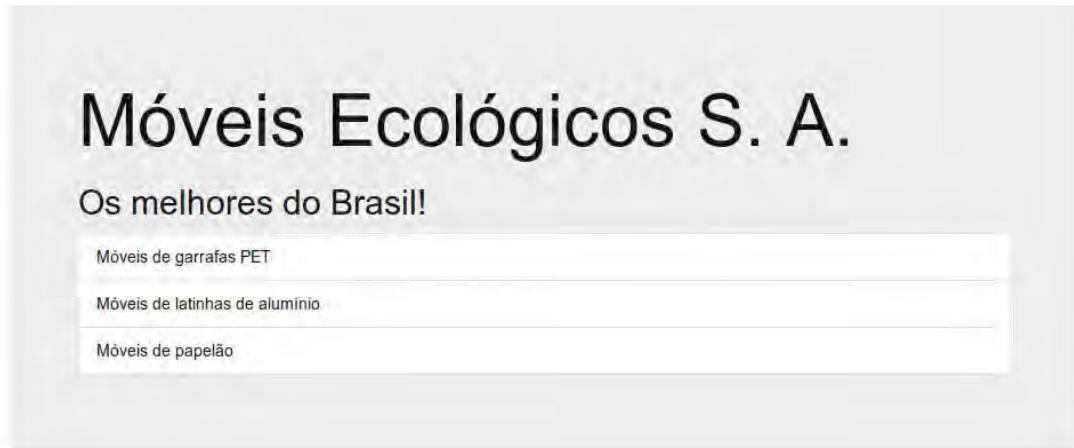 Móveis Ecológicos S. A.
Os melhores do Brasil!
Móveis de garrafas PET
Móveis de latinhas de alumínio
Móveis de papelão